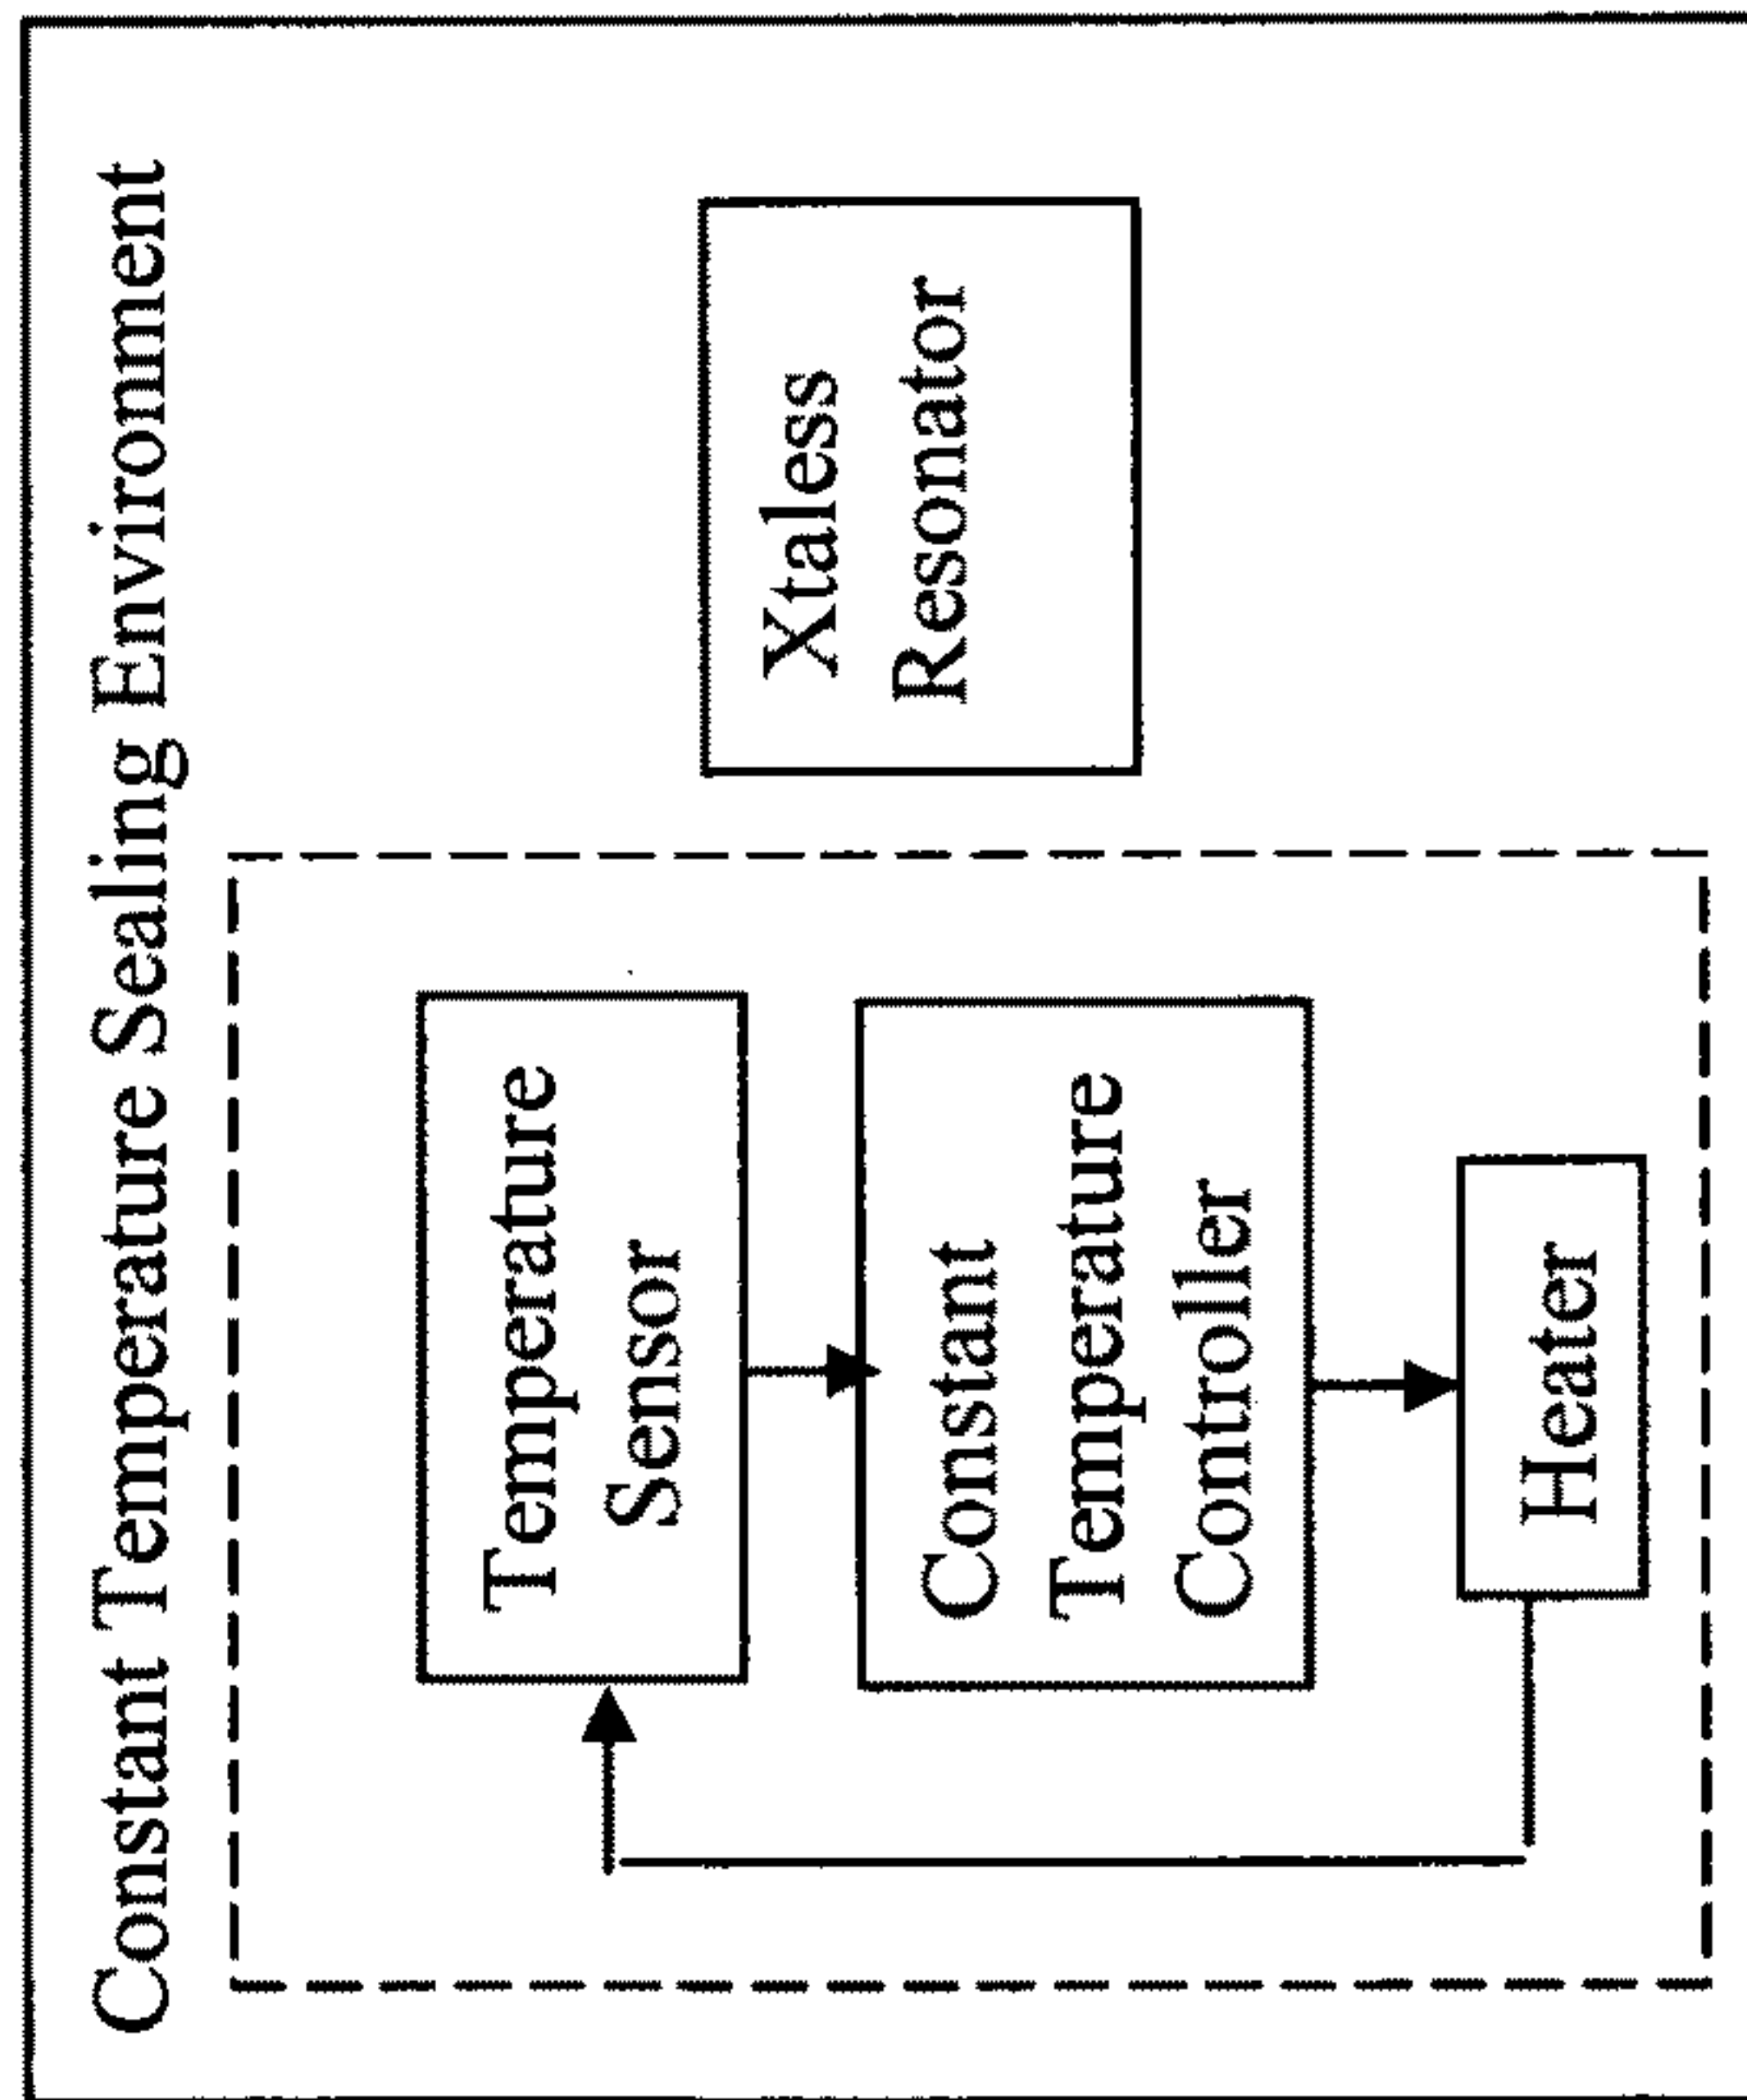 Constant Temperature Sealing Environment
Temperature
Sensor
Constant
Temperature
Controller
Heater
Xtaless
Resonator